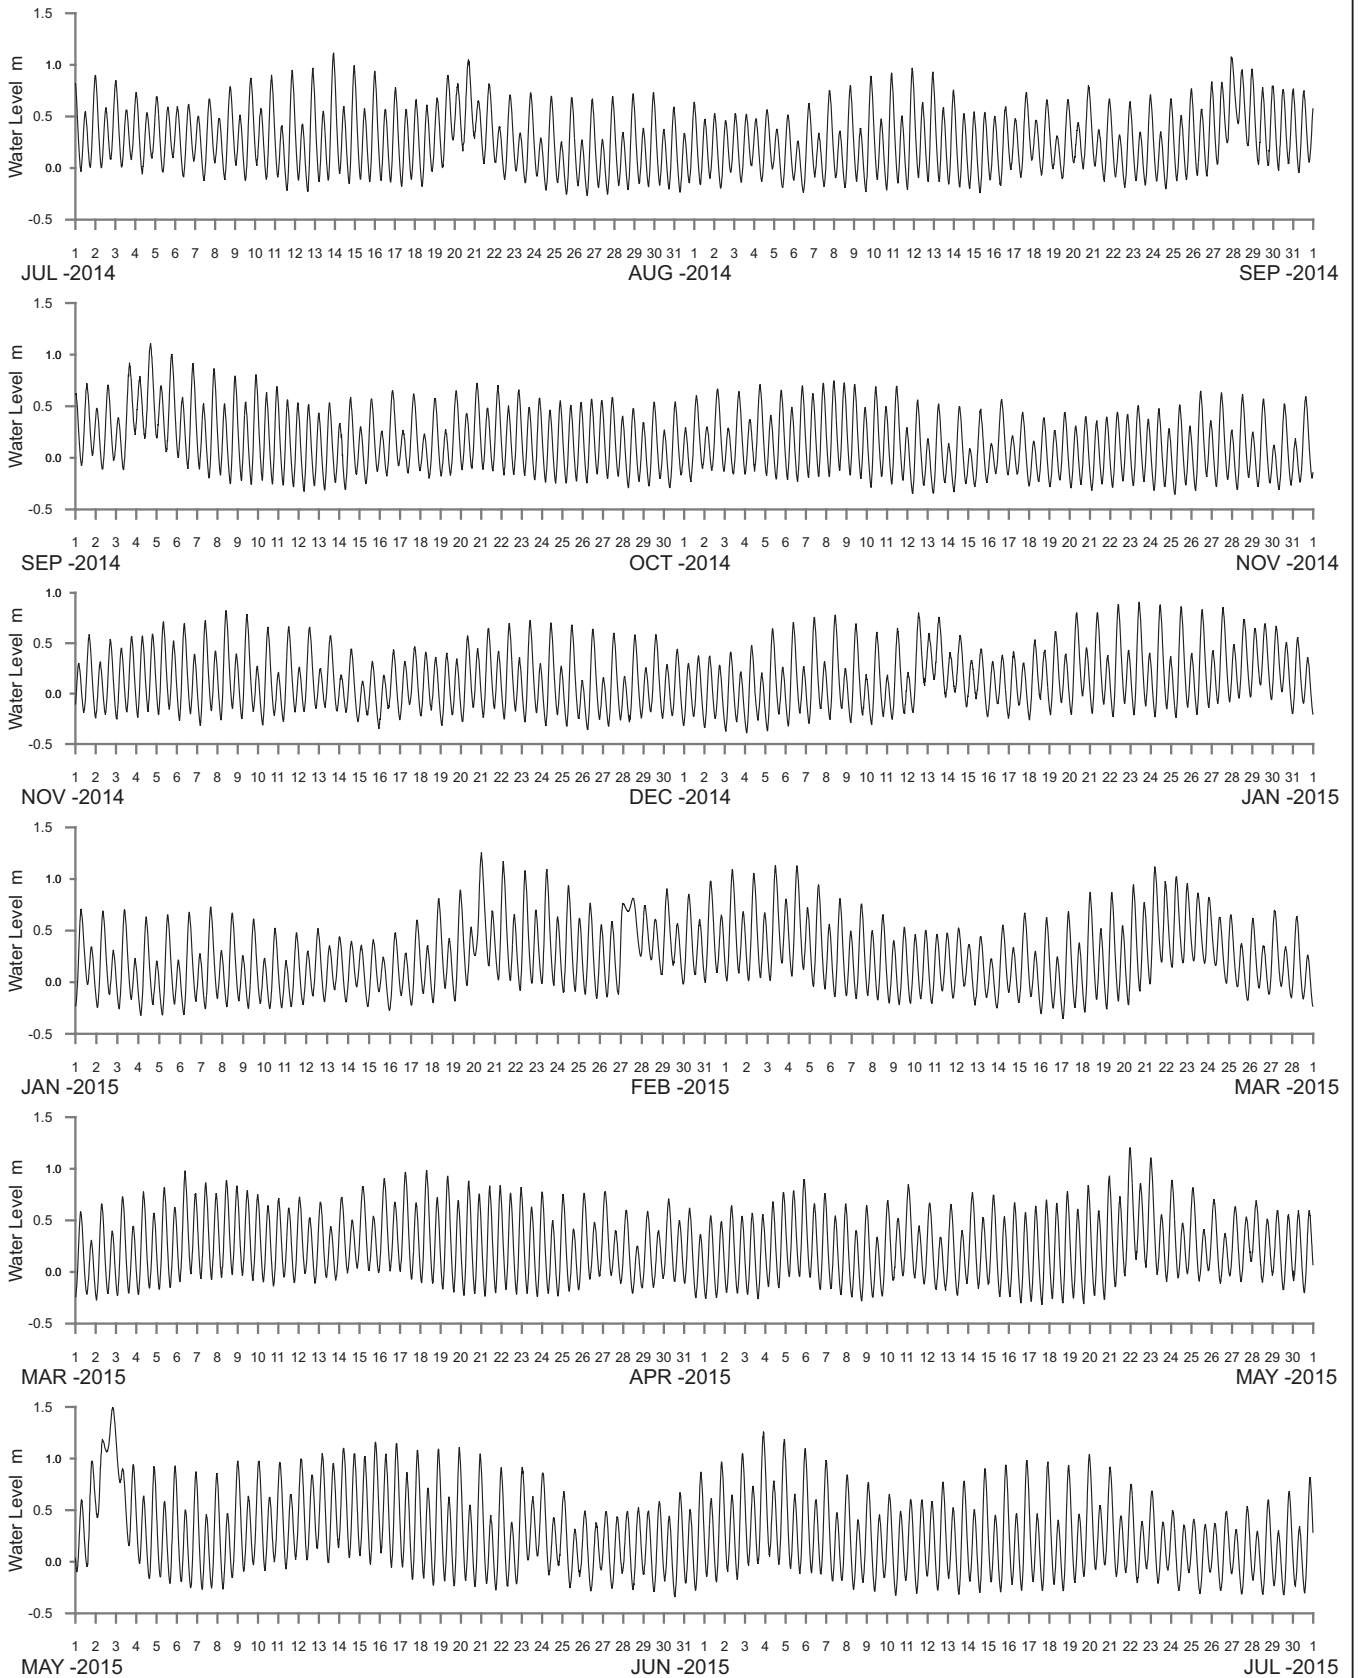 1.5
1.0
0.5
0.0
-0.5
Water Level m
1 2 3 4 5 6 7 8 9 10 11 12 13 14 15 16 17 18 19 20 21 22 23 24 25 26 27 28 29 30 31 1 2 3 4 5 6 7 8 9 10 11 12 13 14 15 16 17 18 19 20 21 22 23 24 25 26 27 28 29 30 31 1
JUL -2014 AUG -2014 SEP -2014
1.5
1.0
0.5
0.0
-0.5
Water Level m
1 2 3 4 5 6 7 8 9 10 11 12 13 14 15 16 17 18 19 20 21 22 23 24 25 26 27 28 29 30 1 2 3 4 5 6 7 8 9 10 11 12 13 14 15 16 17 18 19 20 21 22 23 24 25 26 27 28 29 30 31 1
SEP -2014 OCT -2014 NOV -2014
1.0
0.5
0.0
-0.5
Water Level m
1 2 3 4 5 6 7 8 9 10 11 12 13 14 15 16 17 18 19 20 21 22 23 24 25 26 27 28 29 30 1 2 3 4 5 6 7 8 9 10 11 12 13 14 15 16 17 18 19 20 21 22 23 24 25 26 27 28 29 30 31 1
NOV -2014 DEC -2014 JAN -2015
1.5
1.0
0.5
0.0
-0.5
Water Level m
1 2 3 4 5 6 7 8 9 10 11 12 13 14 15 16 17 18 19 20 21 22 23 24 25 26 27 28 29 30 31 1 2 3 4 5 6 7 8 9 10 11 12 13 14 15 16 17 18 19 20 21 22 23 24 25 26 27 28 1
JAN -2015 FEB -2015 MAR -2015
1.5
1.0
0.5
0.0
-0.5
Water Level m
1 2 3 4 5 6 7 8 9 10 11 12 13 14 15 16 17 18 19 20 21 22 23 24 25 26 27 28 29 30 31 1 2 3 4 5 6 7 8 9 10 11 12 13 14 15 16 17 18 19 20 21 22 23 24 25 26 27 28 29 30 1
MAR -2015 APR -2015 MAY -2015
1.5
1.0
0.5
0.0
-0.5
Water Level m
1 2 3 4 5 6 7 8 9 10 11 12 13 14 15 16 17 18 19 20 21 22 23 24 25 26 27 28 29 30 31 1 2 3 4 5 6 7 8 9 10 11 12 13 14 15 16 17 18 19 20 21 22 23 24 25 26 27 28 29 30 1
MAY -2015 JUN -2015 JUL -2015